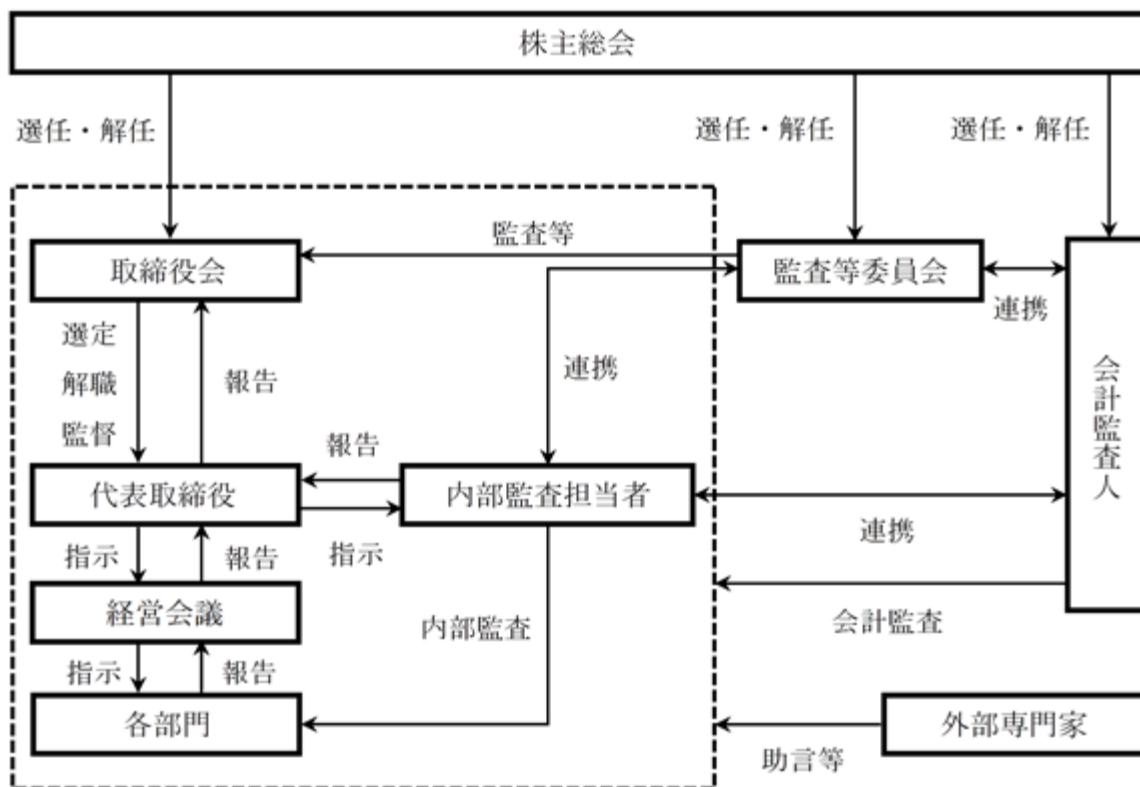 株主総会
選任・解任
選任・解任
選任・解任
監査等
取締役会
監査等委員会
連携
選定
解職
監督
報告
連携
会計監査人
報告
代表取締役
内部監査担当者
連携
指示
報告
指示
経営会議
内部監査
会計監査
指示
報告
各部門
外部専門家
助言等